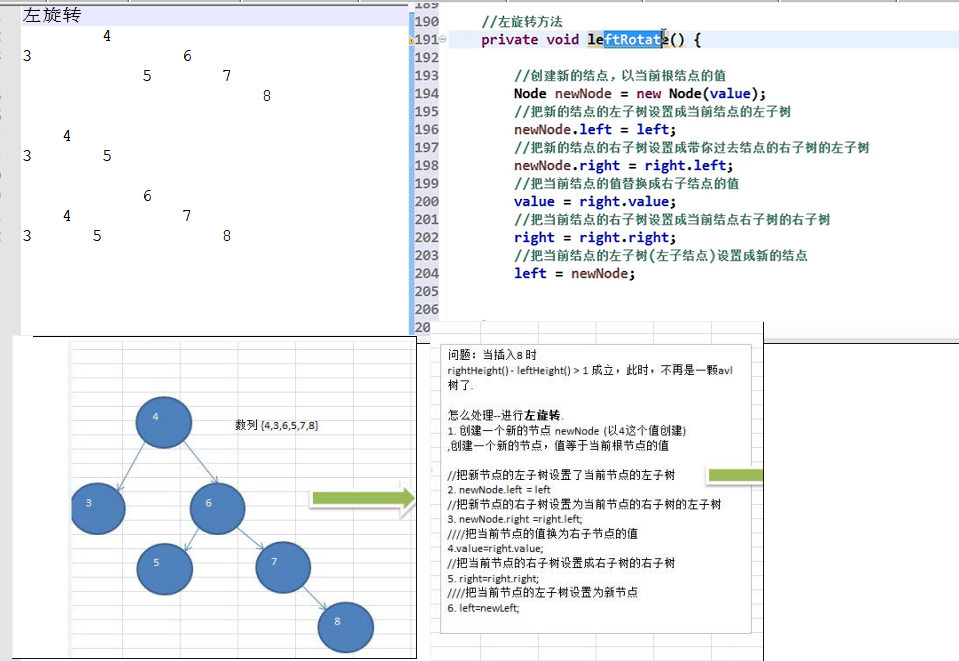 左旋转
4
3 6
5 7
8
4
3 5
6
4 7
3 5 8
189
190 //左旋转方法
191 private void leftRotate() {
192
193 //创建新的结点，以当前根结点的值
194 Node newNode = new Node(value);
195 //把新的结点的左子树设置成当前结点的左子树
196 newNode.left = left;
197 //把新的结点的右子树设置成带你过去结点的右子树的左子树
198 newNode.right = right.left;
199 //把当前结点的值替换成右子结点的值
200 value = right.value;
201 //把当前结点的右子树设置成当前结点右子树的右子树
202 right = right.right;
203 //把当前结点的左子树(左子结点)设置成新的结点
204 left = newNode;
205
206
4
数列 {4,3,6,5,7,8}
3 6
5 7
8
问题：当插入8 时
rightHeight() - leftHeight() > 1 成立，此时，不再是一颗avl
树了.
怎么处理--进行左旋转.
1. 创建一个新的节点 newNode (以4这个值创建)
,创建一个新的节点，值等于当前根节点的值
//把新节点的左子树设置了当前节点的左子树
2. newNode.left = left
//把新节点的右子树设置为当前节点的右子树的左子树
3. newNode.right =right.left;
////把当前节点的值换为右子节点的值
4.value=right.value;
//把当前节点的右子树设置成右子树的右子树
5. right=right.right;
////把当前节点的左子树设置为新节点
6. left=newLeft;